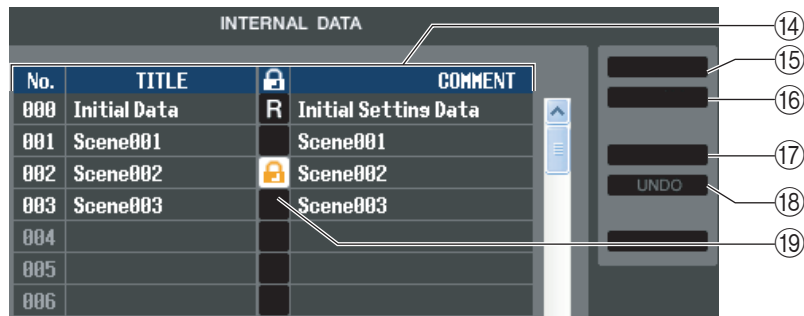 INTERNAL DATA
⑭
⑮
No. TITLE COMMENT
⑯
000 Initial Data R Initial Setting Data
001 Scene001 Scene001
⑰
002 Scene002 Scene002
UNDO
⑱
003 Scene003 Scene003
⑲
004
005
006